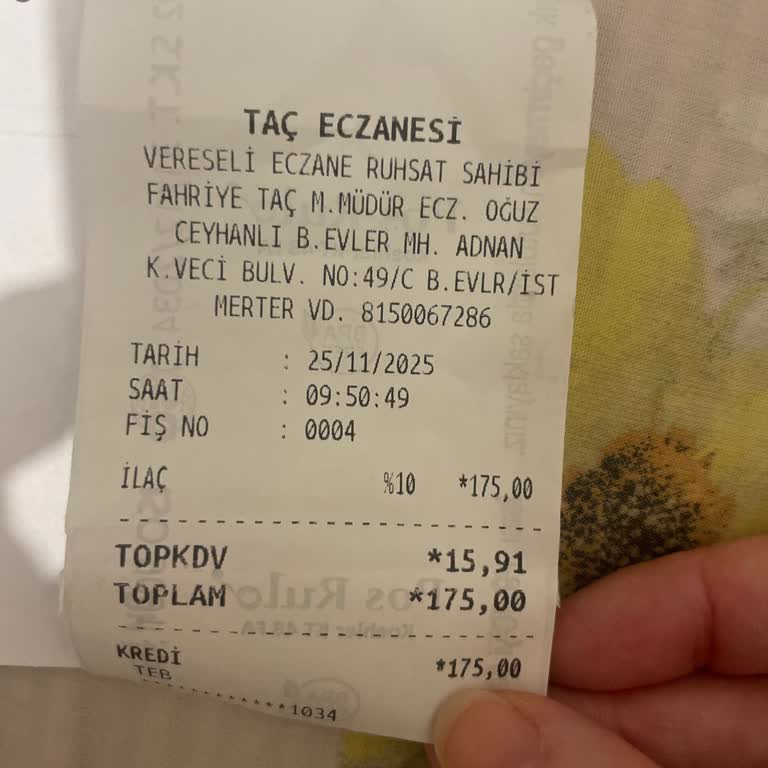 TAÇ ECZANESİ
VERESELİ ECZANE RUHSAT SAHİBİ
FAHRİYE TAÇ M.MÜDÜR ECZ. OĞUZ
CEYHANLI B.EVLER MH. ADNAN
K.VECİ BULV. NO:49/C B.EVLR/İST
MERTER VD. 8150067286
TARİH : 25/11/2025
SAAT : 09:50:49
FİŞ NO : 0004
İLAÇ %10 *175,00
TOPKDV *15,91
TOPLAM *175,00
KREDİ *175,00
TEB
************1034